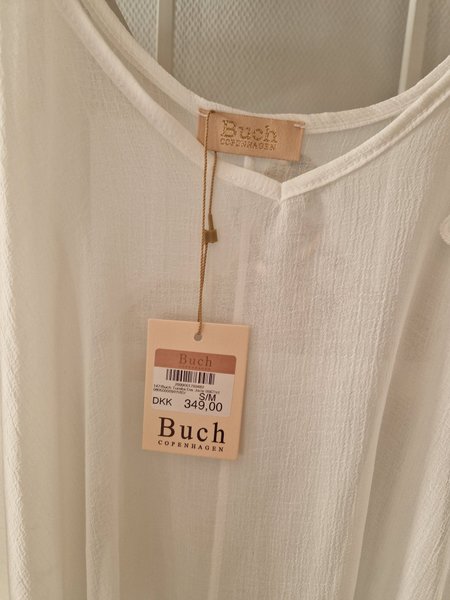 Buch
COPENHAGEN
Buch
S/M
DKK 349,00
Buch
COPENHAGEN